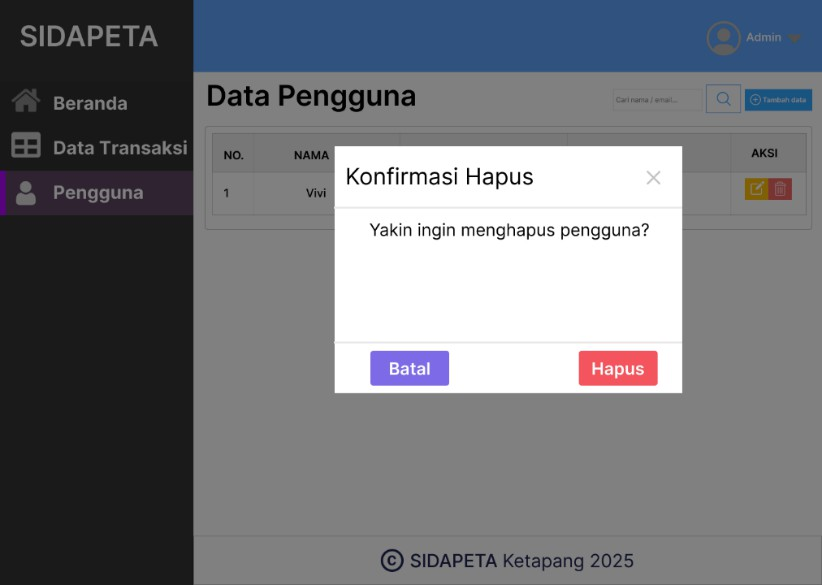 SIDAPETA
Admin
Beranda
Data Transaksi
Pengguna
Data Pengguna
Cari nama / email...
Tambah data
NO.
NAMA
AKSI
1
Vivi
Konfirmasi Hapus
Yakin ingin menghapus pengguna?
Batal
Hapus
© SIDAPETA Ketapang 2025